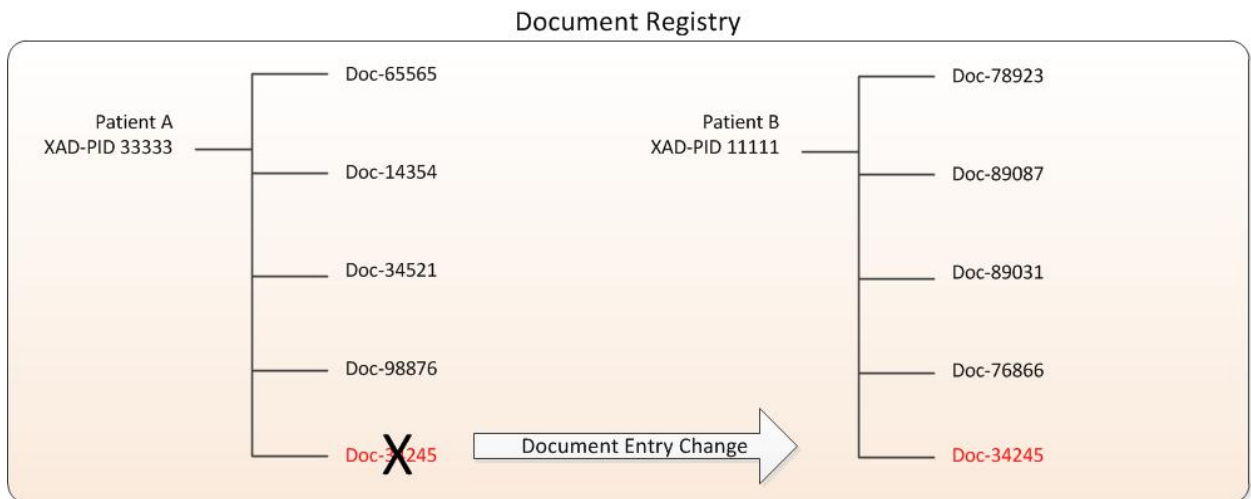 Document Registry
Patient A
XAD-PID 33333
Doc-65565
Doc-14354
Doc-34521
Doc-98876
Doc-34245
X
Document Entry Change
Patient B
XAD-PID 11111
Doc-78923
Doc-89087
Doc-89031
Doc-76866
Doc-34245